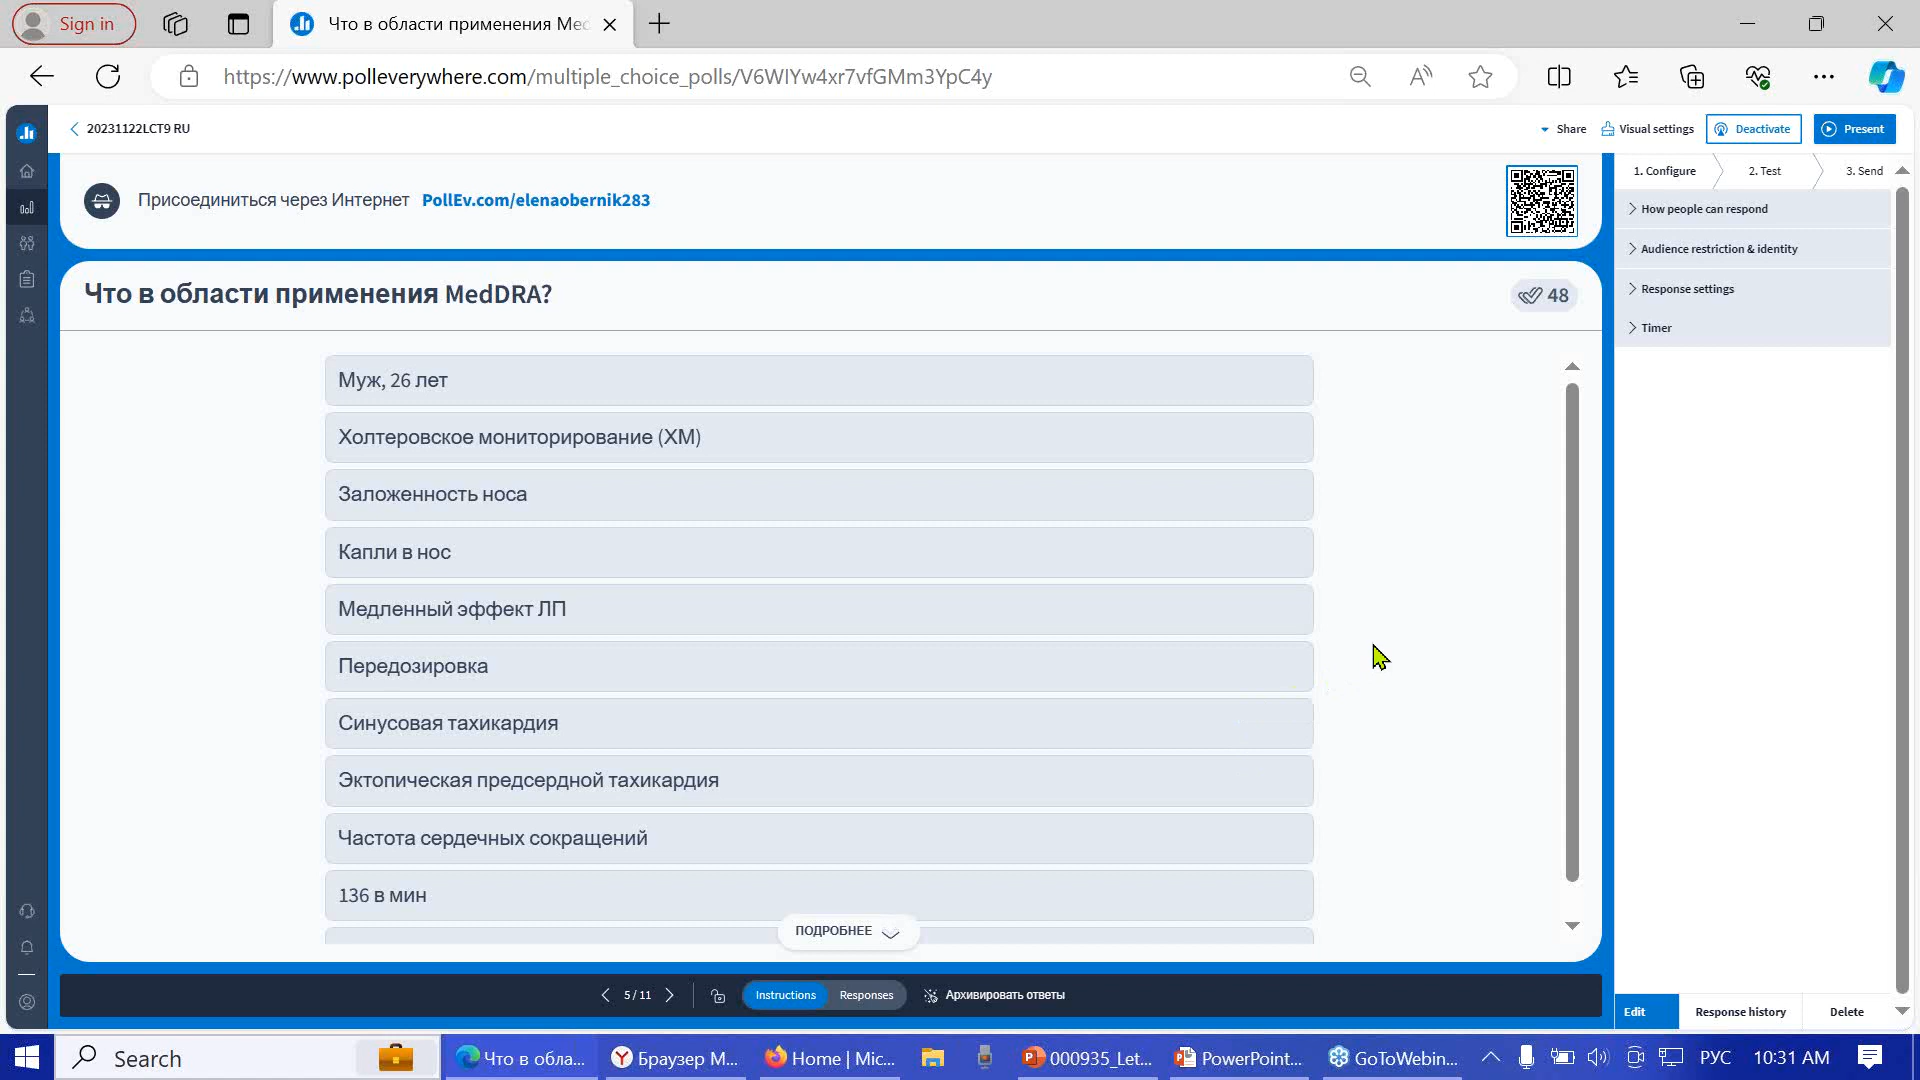 Sign in
Что в области применения Мес
https://www.polleverywhere.com/multiple_choice_polls/V6WIYw4xr7vfGMm3YpC4y
20231122LCT9 RU
Share
Visual settings
Deactivate
Present
Присоединиться через Интернет PollEv.com/elenaobernik283
1. Configure
2. Test
3. Send
How people can respond
Audience restriction & identity
Response settings
Timer
Что в области применения MedDRA?
48
Муж, 26 лет
Холтеровское мониторирование (ХМ)
Заложенность носа
Капли в нос
Медленный эффект ЛП
Передозировка
Синусовая тахикардия
Эктопическая предсердной тахикардия
Частота сердечных сокращений
136 в мин
ПОДРОБНЕЕ
5 / 11
Instructions
Responses
Архивировать ответы
Edit
Response history
Delete
Search
Что в обла...
Браузер М...
Home | Mic...
000935_Let...
PowerPoint...
GoToWebin...
РУС
10:31 AM